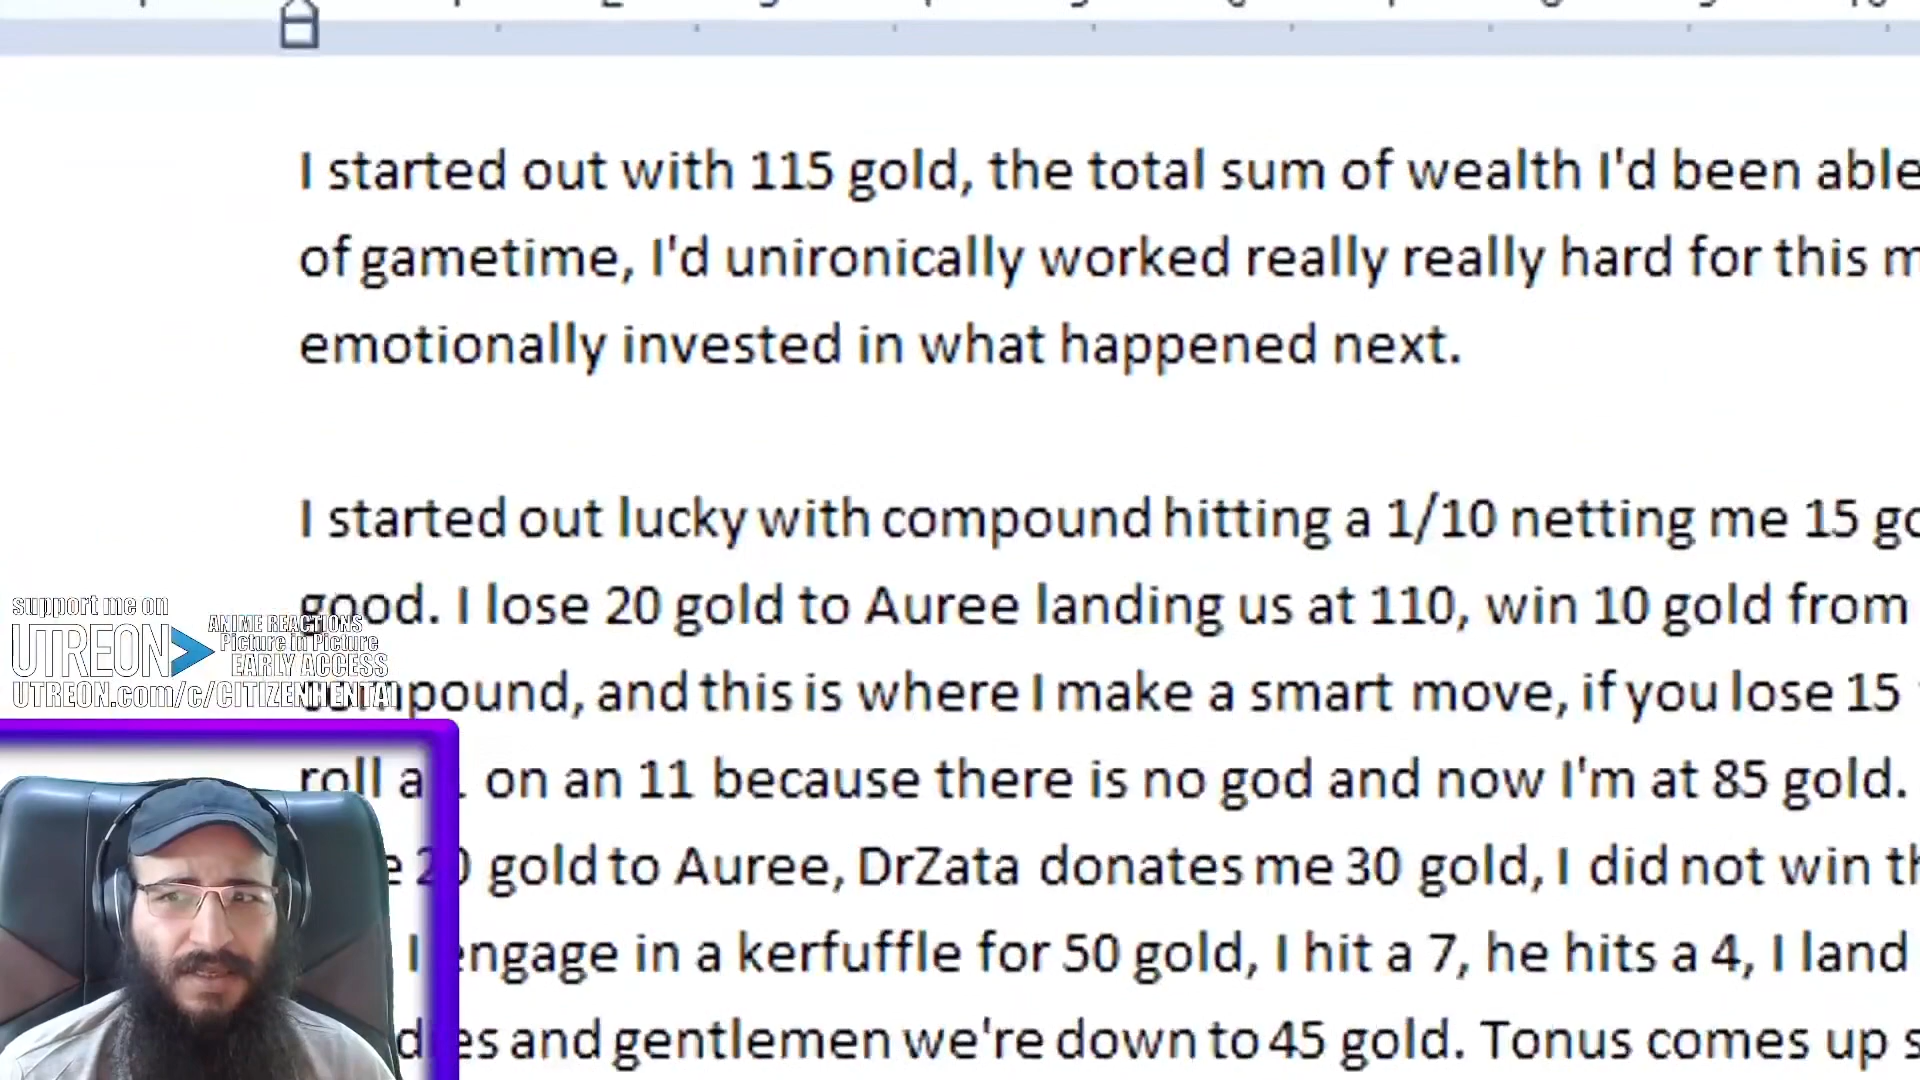 I started out with 115 gold, the total sum of wealth I'd been able
of gametime, I'd unironically worked really really hard for this
emotionally invested in what happened next.
I started out lucky with compound hitting a 1/10 netting me 15
good. I lose 20 gold to Auree landing us at 110, win 10 gold from
compound, and this is where I make a smart move, if you lose 15
roll a 1 on an 11 because there is no god and now I'm at 85 gold.
20 gold to Auree, DrZata donates me 30 gold, I did not win
I engage in a kerfuffle for 50 gold, I hit a 7, he hits a 4, I land
and gentlemen we're down to 45 gold. Tonus comes up
support me on
UTREON
ANIME REACTIONS
Picture in Picture
EARLY ACCESS
UTREON.com/c/CITIZENHENTAI